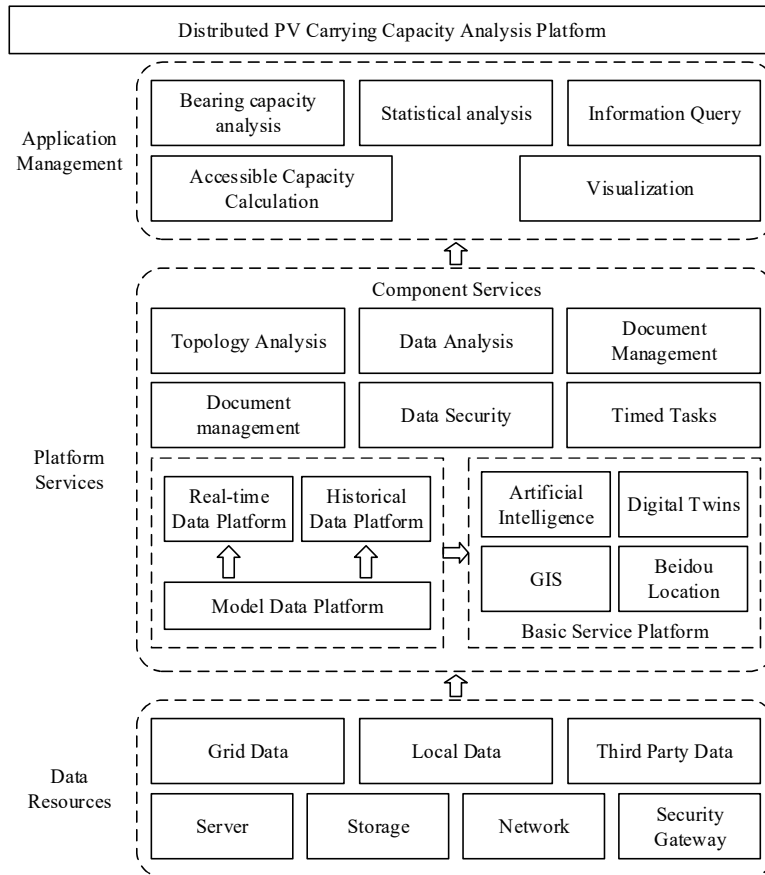 Distributed PV Carrying Capacity Analysis Platform
Application
Management
Bearing capacity
analysis
Statistical analysis
Information Query
Accessible Capacity
Calculation
Visualization
Platform
Services
Component Services
Topology Analysis
Data Analysis
Document
Management
Document
management
Data Security
Timed Tasks
Real-time
Data Platform
Historical
Data Platform
Model Data Platform
Artificial
Intelligence
Digital Twins
GIS
Beidou
Location
Basic Service Platform
Data
Resources
Grid Data
Local Data
Third Party Data
Server
Storage
Network
Security
Gateway